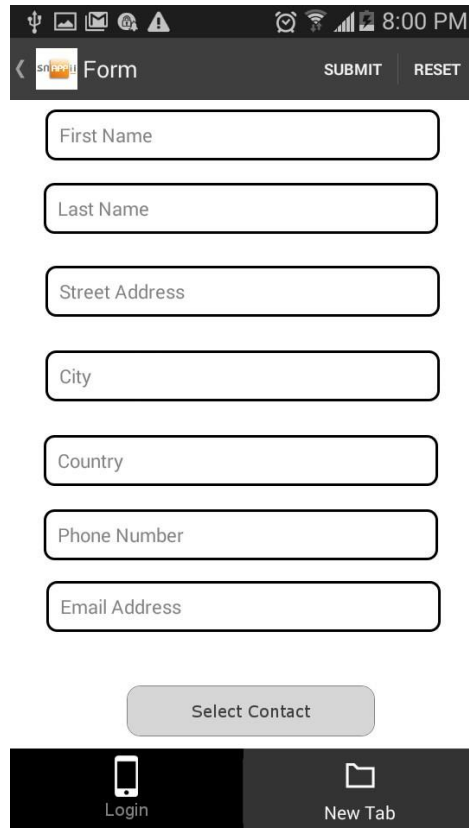 8:00 PM
snappii Form SUBMIT RESET
First Name
Last Name
Street Address
City
Country
Phone Number
Email Address
Select Contact
Login New Tab